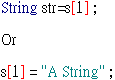 String str=s[1] ;
Or
s[1] = "A String" ;